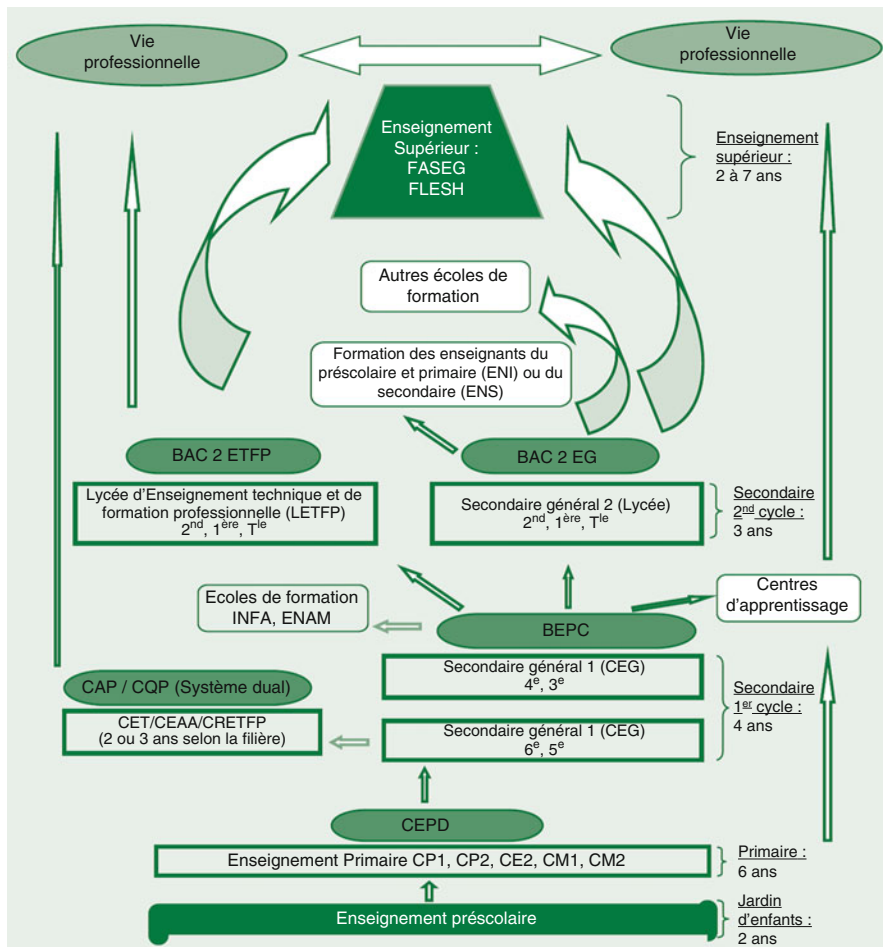 Vie
professionnelle
Vie
professionnelle
Enseignement
Supérieur :
FASEG
FLESH
Enseignement
supérieur :
2 à 7 ans
Autres écoles de
formation
Formation des enseignants du
préscolaire et primaire (ENI) ou du
secondaire (ENS)
BAC 2 ETFP
BAC 2 EG
Lycée d'Enseignement technique et de
formation professionnelle (LETFP)
2nd, 1ère, Tle
Secondaire général 2 (Lycée)
2nd, 1ère, Tle
Secondaire
2nd cycle :
3 ans
Ecoles de formation
INFA, ENAM
Centres
d'apprentissage
BEPC
CAP / CQP (Système dual)
Secondaire général 1 (CEG)
4e, 3e
CET/CEAA/CRETFP
(2 ou 3 ans selon la filière)
Secondaire général 1 (CEG)
6e, 5e
Secondaire
1er cycle :
4 ans
CEPD
Enseignement Primaire CP1, CP2, CE2, CM1, CM2
Primaire :
6 ans
Enseignement préscolaire
Jardin
d'enfants :
2 ans